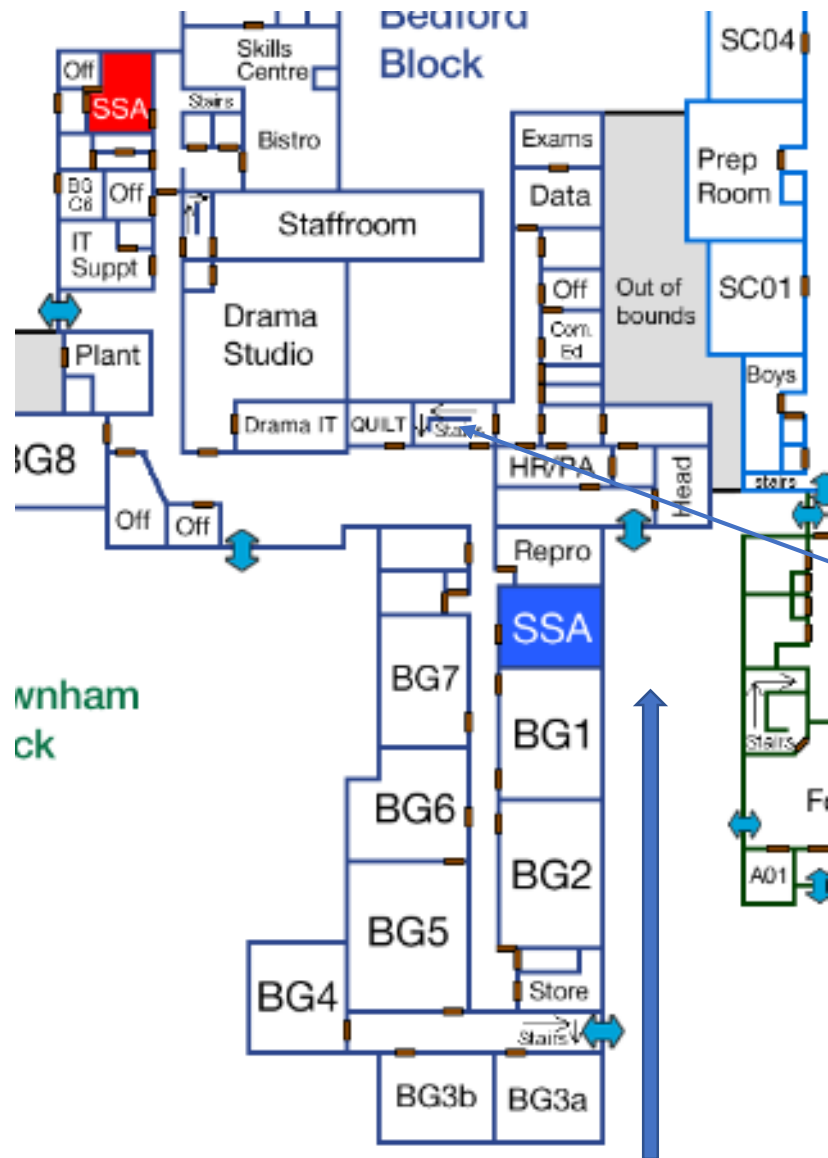 Bedford
Block
SC04
Skills
Centre
Off
SSA
Stairs
Bistro
Exams
Prep
Room
BG
C6
Off
Data
Staffroom
IT
Suppt
Off
Out of
bounds
SC01
Drama
Studio
Com.
Ed
Plant
Boys
Drama IT
QUILT
Stairs
BG8
HR/PA
Head
stairs
Off
Off
Repro
SSA
BG7
wnham
ck
BG1
Stairs
BG6
Fe
BG2
A01
BG5
BG4
Store
Stairs
BG3b
BG3a